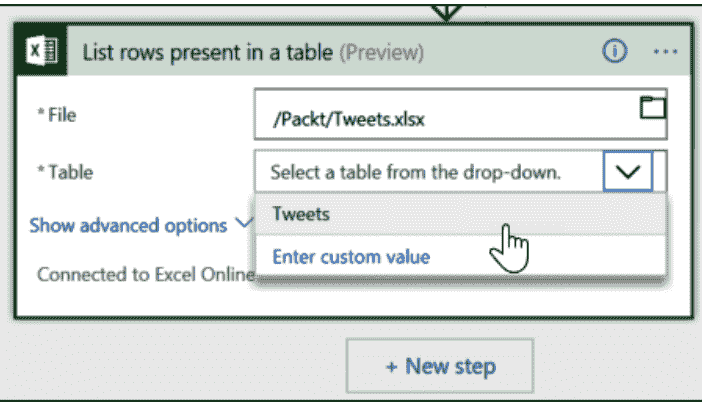 List rows present in a table (Preview)
* File
/Packt/Tweets.xlsx
* Table
Select a table from the drop-down.
Tweets
Show advanced options
Enter custom value
Connected to Excel Online
+ New step